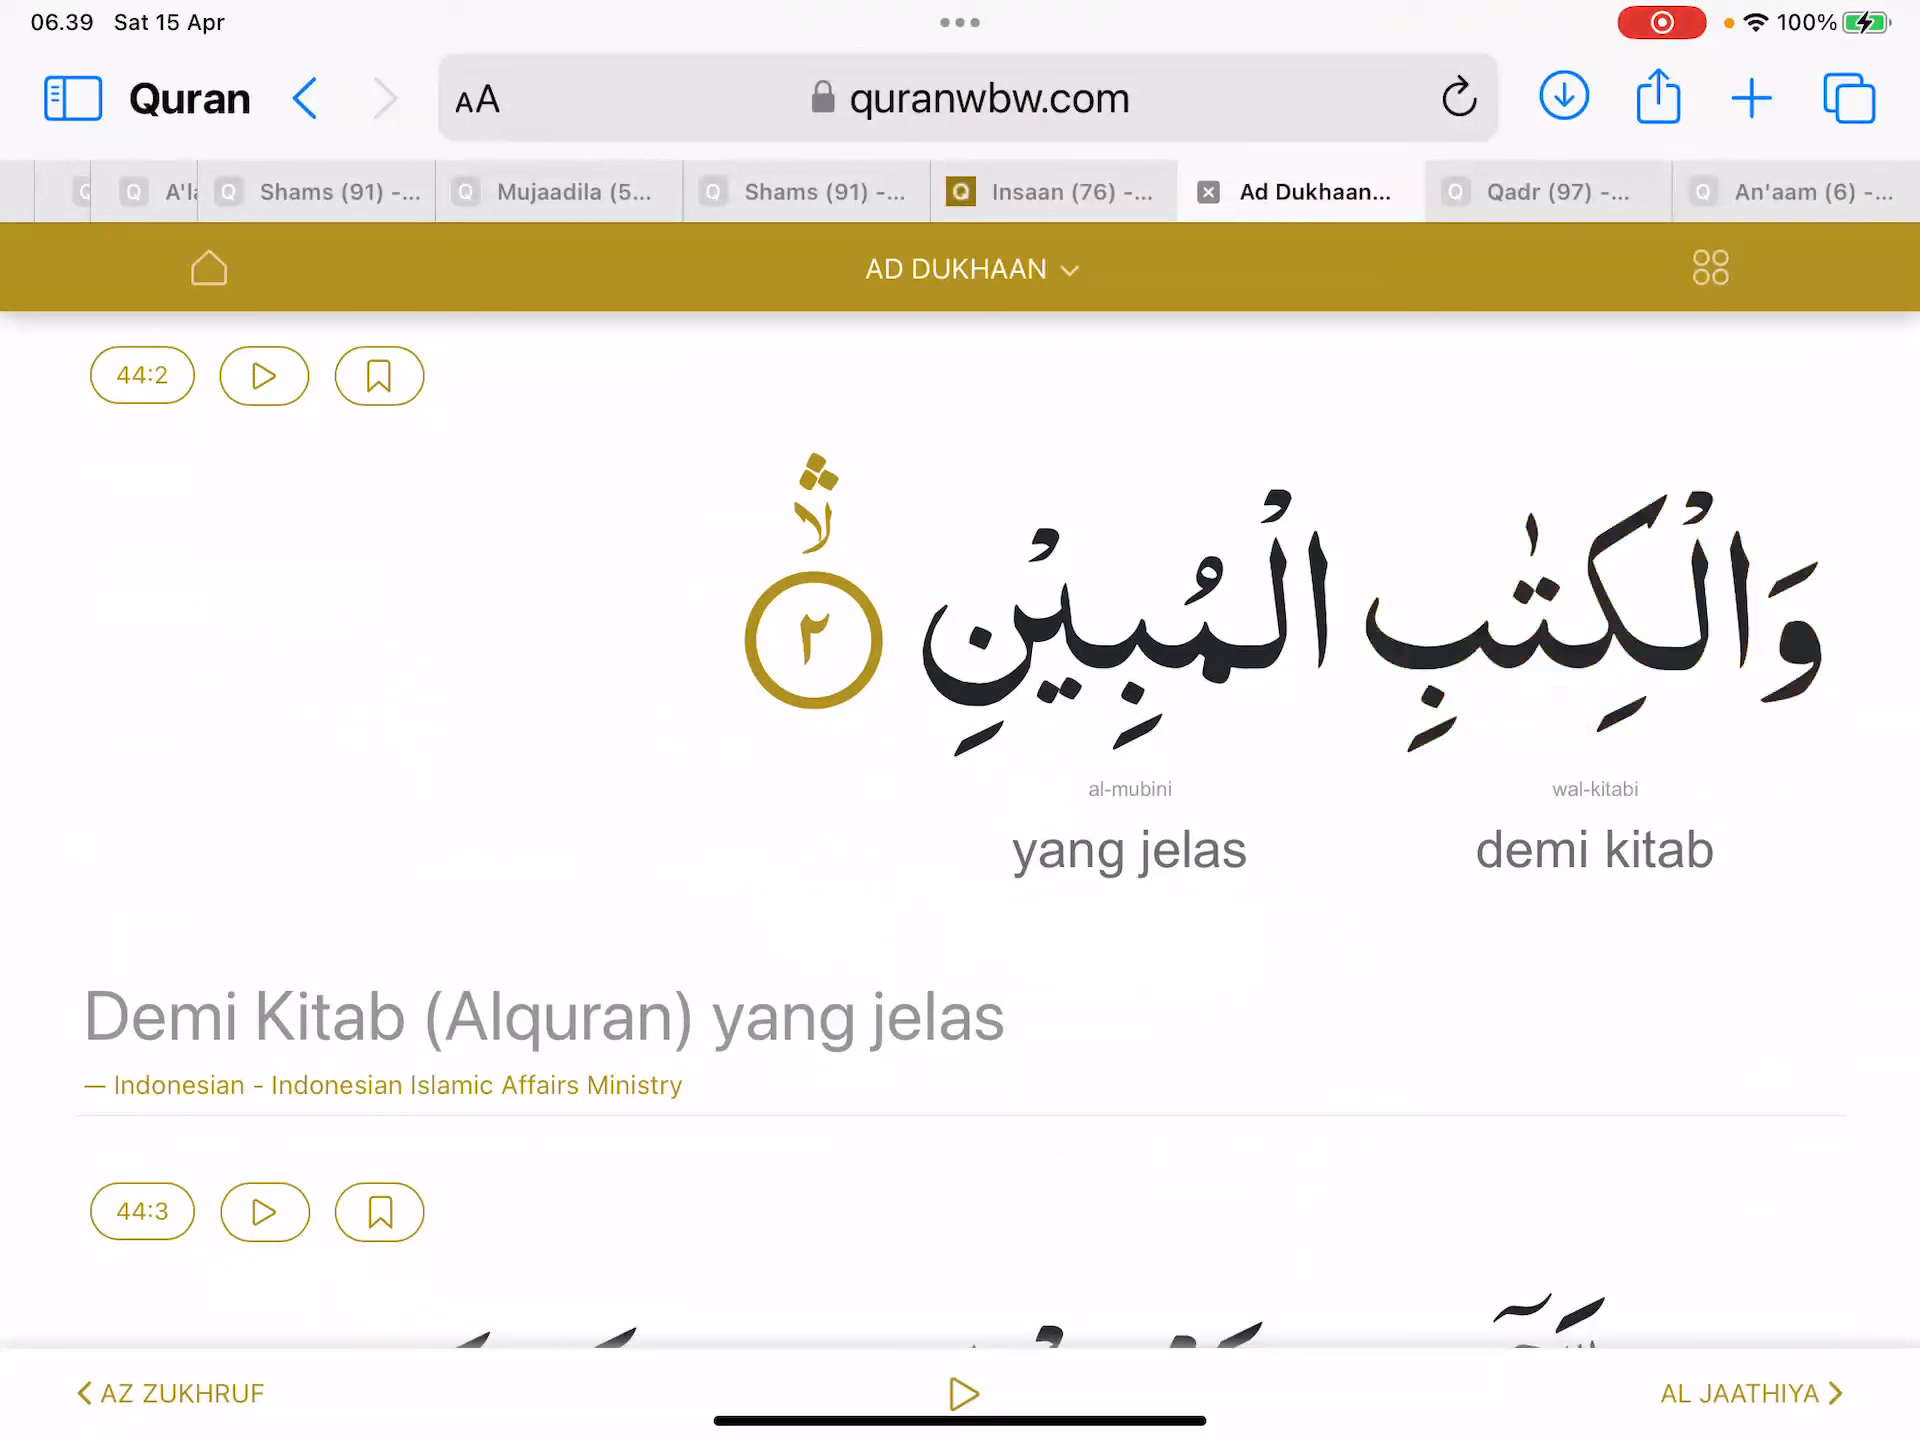 06.39 Sat 15 Apr 100%
Quran AA quranwbw.com
A'la Shams (91) -... Mujaadila (5... Shams (91) -... Insaan (76) -... Ad Dukhaan... Qadr (97) -... An'aam (6) -...
AD DUKHAAN
44:2
وَالْكِتٰبِ الْمُبِيْنِ ۛ ۙ ٢
wal-kitabi al-mubini
demi kitab yang jelas
Demi Kitab (Alquran) yang jelas
— Indonesian - Indonesian Islamic Affairs Ministry
44:3
AZ ZUKHRUF AL JAATHIYA